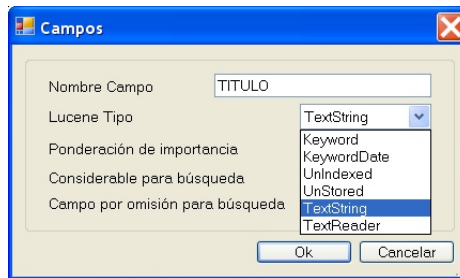 Campos
Nombre Campo TITULO
Lucene Tipo TextString
Ponderación de importancia
Considerable para búsqueda
Campo por omisión para búsqueda
Keyword
KeywordDate
UnIndexed
UnStored
TextString
TextReader
Ok Cancelar